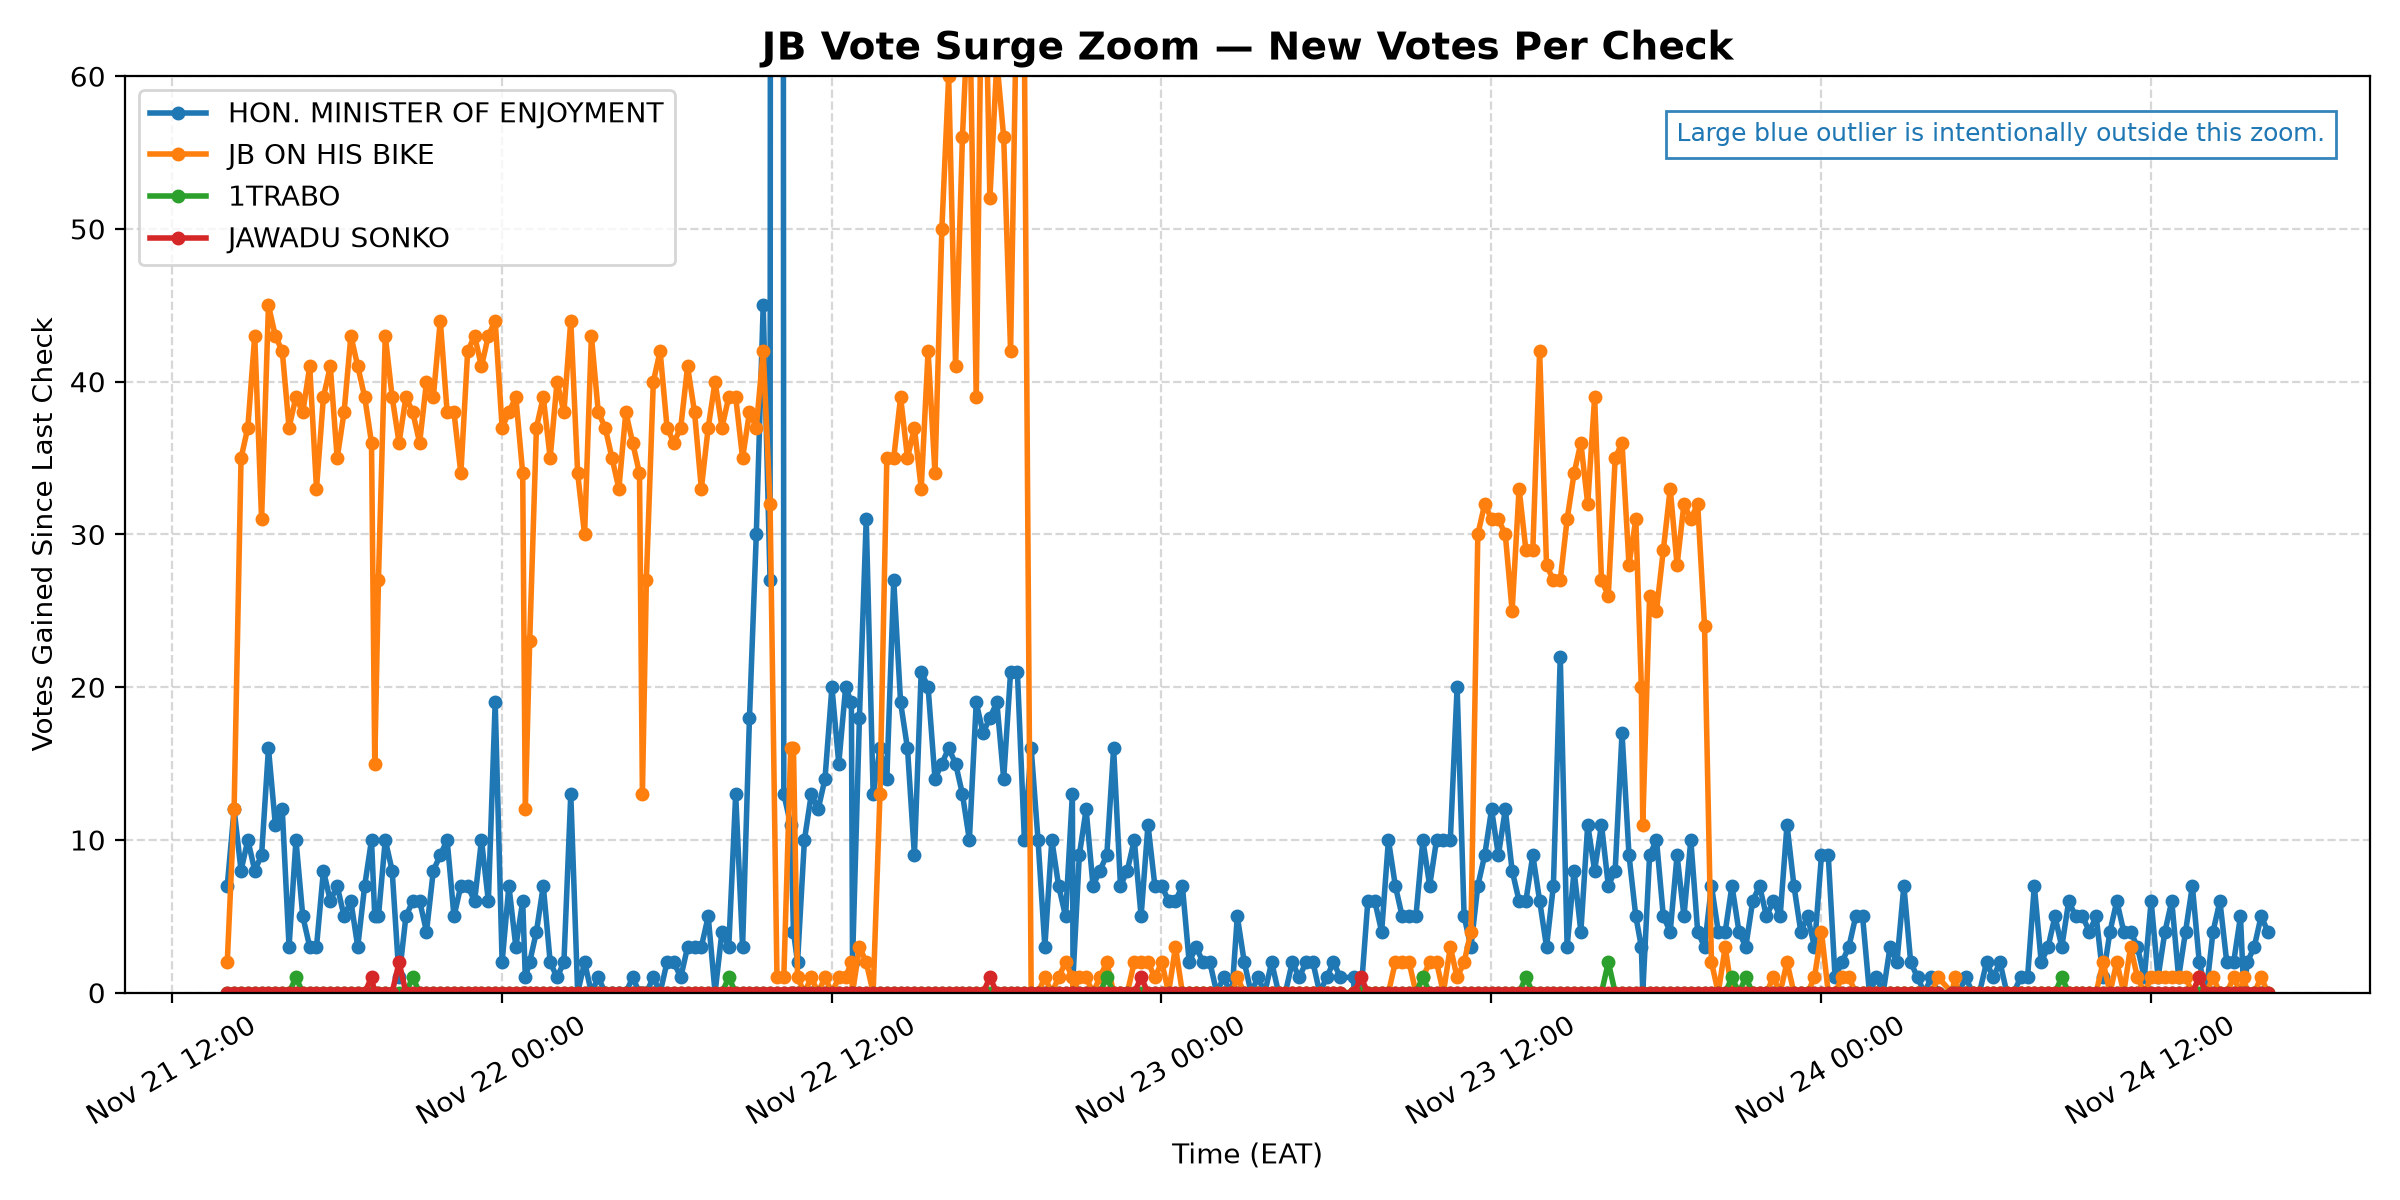 JB Vote Surge Zoom — New Votes Per Check
60
50
40
30
20
10
0
Votes Gained Since Last Check
HON. MINISTER OF ENJOYMENT
JB ON HIS BIKE
1TRABO
JAWADU SONKO
Large blue outlier is intentionally outside this zoom.
Nov 21 12:00
Nov 22 00:00
Nov 22 12:00
Nov 23 00:00
Nov 23 12:00
Nov 24 00:00
Nov 24 12:00
Time (EAT)